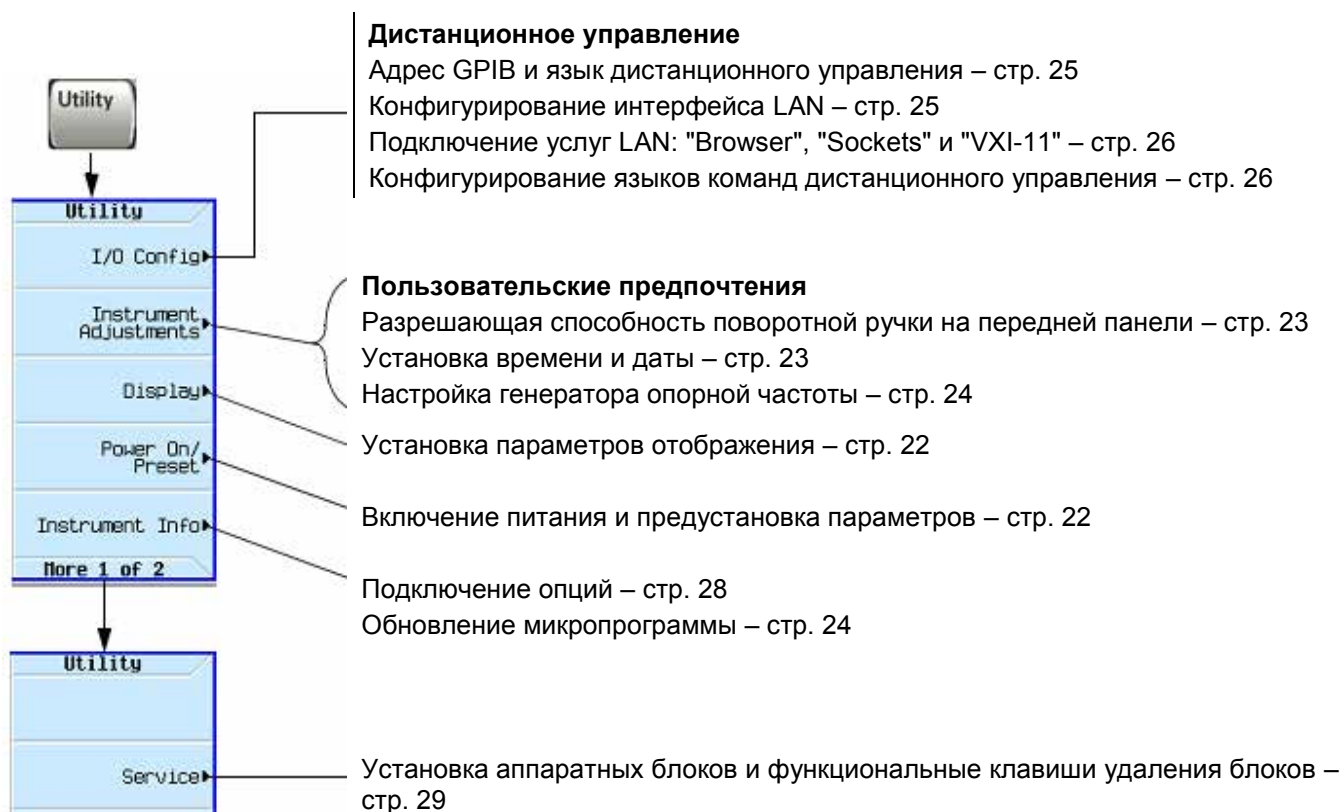 Дистанционное управление
Адрес GPIB и язык дистанционного управления – стр. 25
Конфигурирование интерфейса LAN – стр. 25
Подключение услуг LAN: "Browser", "Sockets" и "VXI-11" – стр. 26
Конфигурирование языков команд дистанционного управления – стр. 26
Utility
Utility
I/O Config
Instrument
Adjustments
Display
Power On/
Preset
Instrument Info
More 1 of 2
Пользовательские предпочтения
Разрешающая способность поворотной ручки на передней панели – стр. 23
Установка времени и даты – стр. 23
Настройка генератора опорной частоты – стр. 24
Установка параметров отображения – стр. 22
Включение питания и предустановка параметров – стр. 22
Подключение опций – стр. 28
Обновление микропрограммы – стр. 24
Utility
Service
Установка аппаратных блоков и функциональные клавиши удаления блоков –
стр. 29